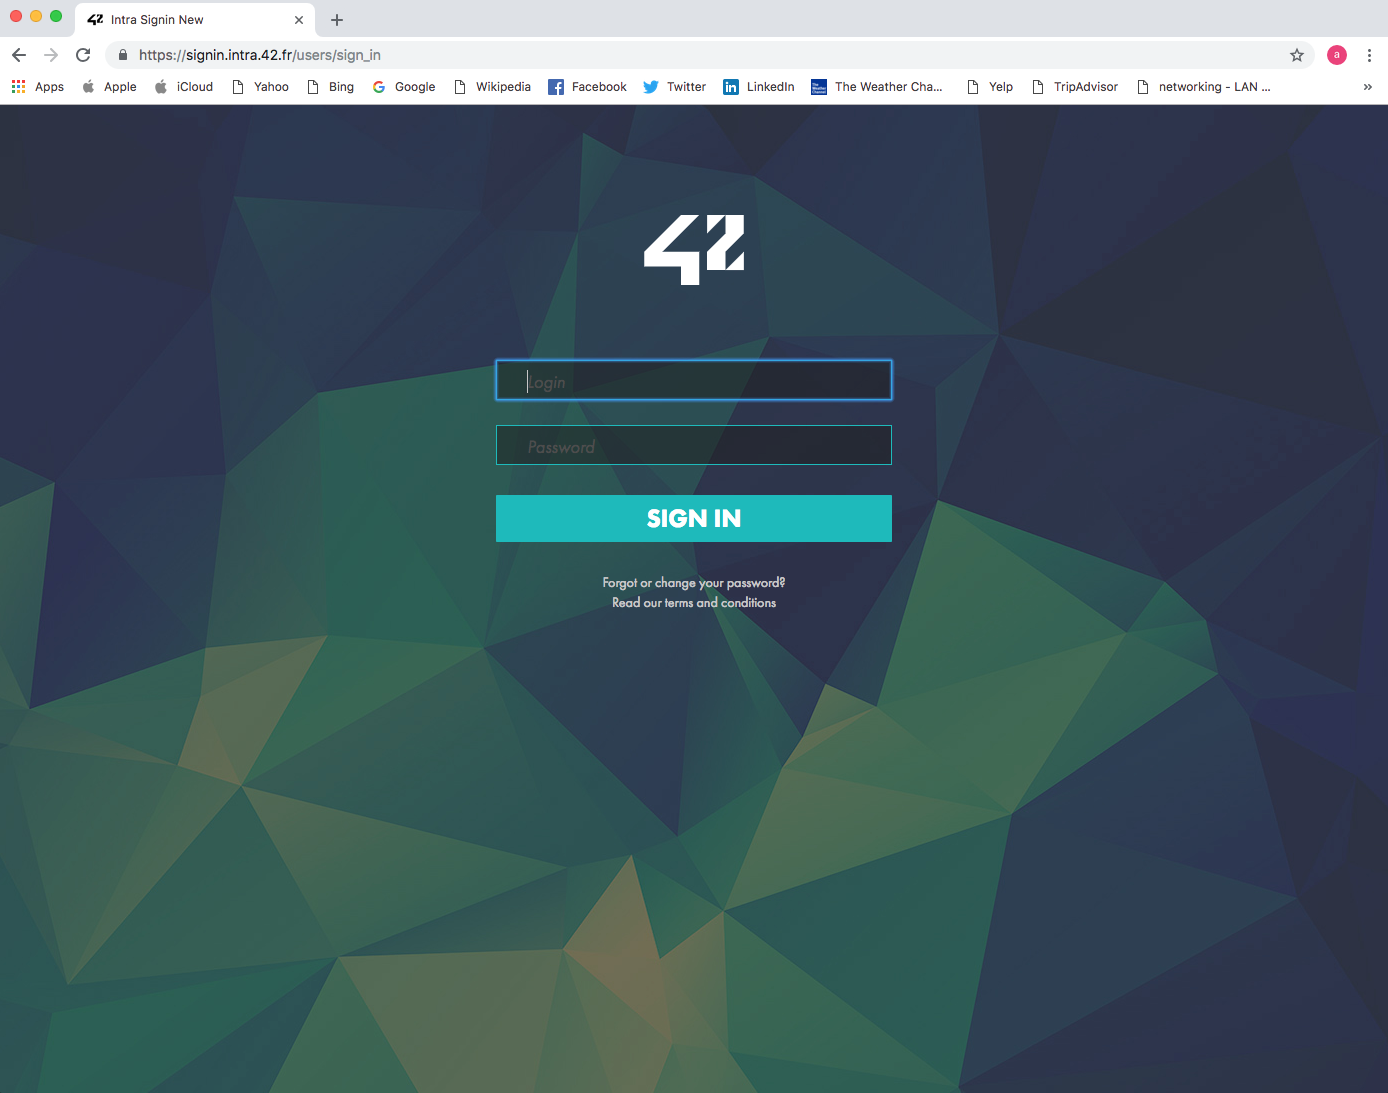 42 Intra Signin New
https://signin.intra.42.fr/users/sign_in
a
Apps Apple iCloud Yahoo Bing Google Wikipedia Facebook Twitter LinkedIn The Weather Cha... Yelp TripAdvisor networking - LAN ... »
42
Login
Password
SIGN IN
Forgot or change your password?
Read our terms and conditions